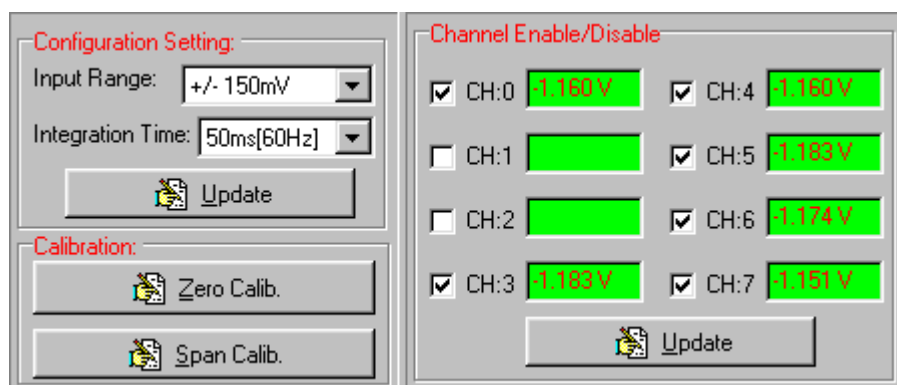 Configuration Setting:
Input Range: +/- 150mV
Integration Time: 50ms[60Hz]
Update
Calibration:
Zero Calib.
Span Calib.
Channel Enable/Disable
CH:0 -1.160 V
CH:4 -1.160 V
CH:1
CH:5 -1.183 V
CH:2
CH:6 -1.174 V
CH:3 -1.183 V
CH:7 -1.151 V
Update